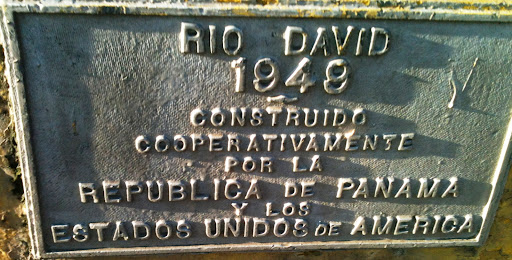 RIO DAVID
1949
CONSTRUIDO
COOPERATIVAMENTE
POR LA
REPUBLICA DE PANAMA
Y LOS
ESTADOS UNIDOS DE AMERICA